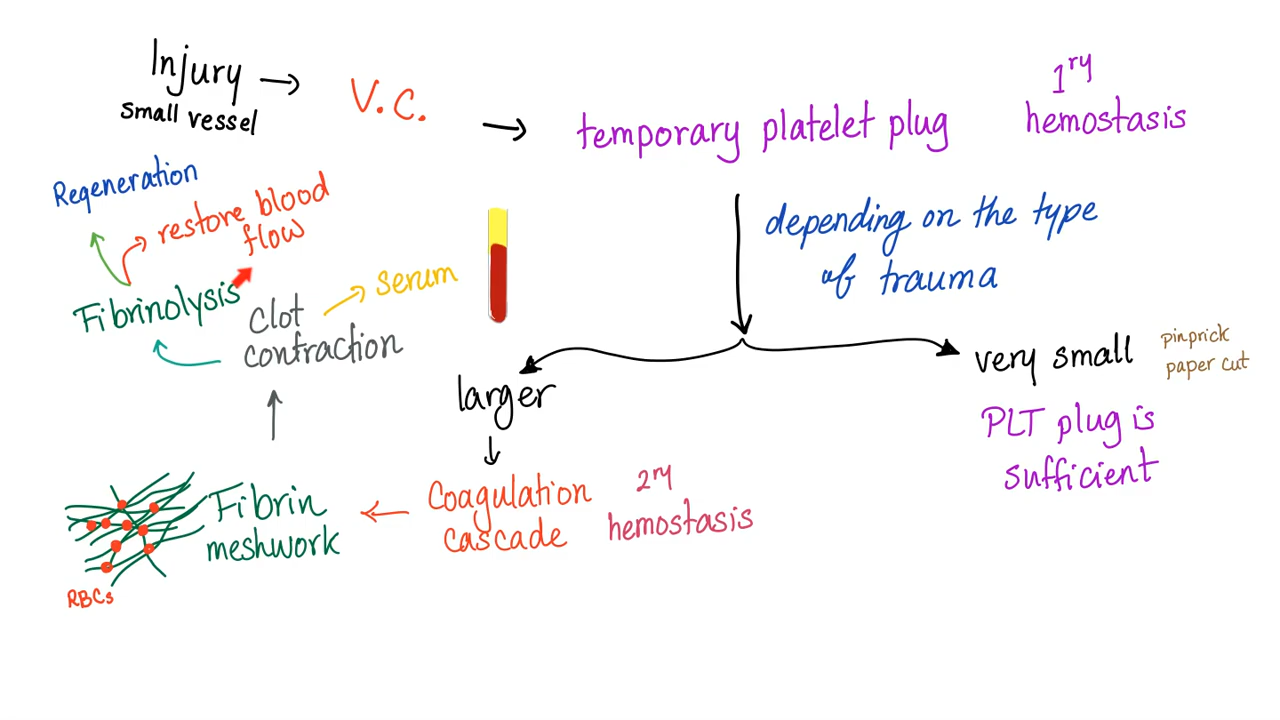 Injury
small vessel
V.C.
temporary platelet plug
1ry
hemostasis
depending on the type
of trauma
very small
pinprick
paper cut
PLT plug is
sufficient
larger
Coagulation
cascade
2ry
hemostasis
Fibrin
meshwork
RBCs
Clot
contraction
serum
Fibrinolysis
restore blood
flow
Regeneration